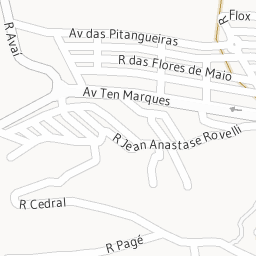 Flox
R
Av das Pitangueiras
R Avaí
R das Flores de Maio
Av Ten Marques
R Jean Anastase Rovelli
R Cedral
R Pagé